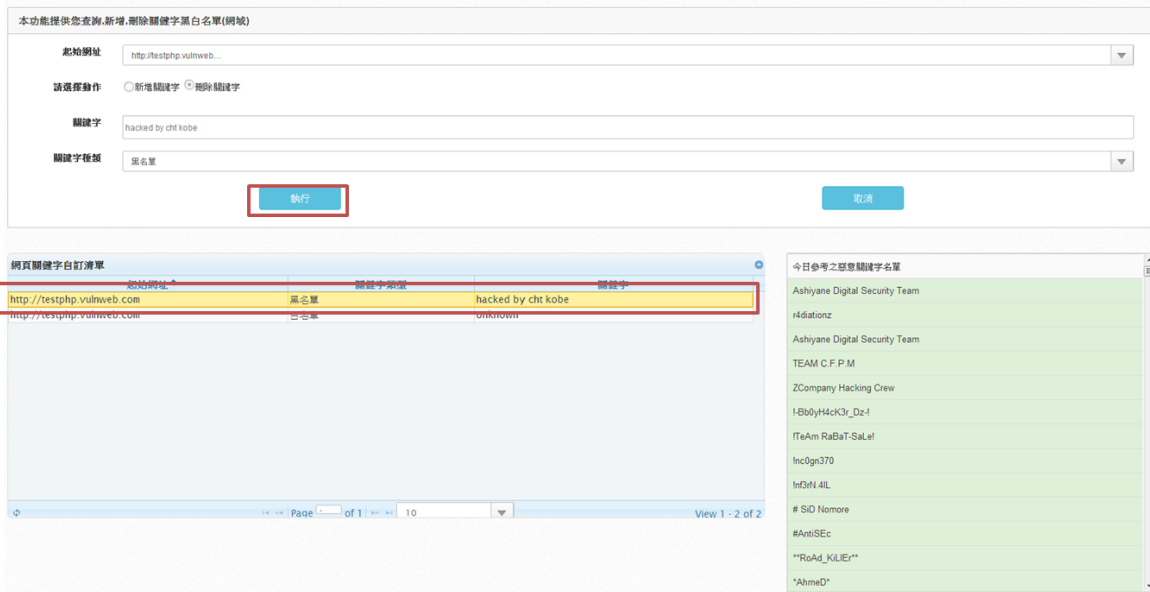 本功能提供您查詢,新增,刪除關鍵字黑白名單(網域)
起始網址
http://testphp.vulnweb...
請選擇動作
新增關鍵字 刪除關鍵字
關鍵字
hacked by cht kobe
關鍵字種類
黑名單
執行 取消
網頁關鍵字自訂清單
起始網址 關鍵字類型 關鍵字
http://testphp.vulnweb.com 黑名單 hacked by cht kobe
http://testphp.vulnweb.com 白名單 unknown
Page of 1 10 View 1 - 2 of 2
今日參考之惡意關鍵字名單
Ashiyane Digital Security Team
r4diationz
Ashiyane Digital Security Team
TEAM C.F.P.M
ZCompany Hacking Crew
!-Bb0yH4cK3r_Dz-!
!TeAm RaBaT-SaLe!
!nc0gn370
!nf3rN.4lL
# SiD Nomore
#AntiSEc
**RoAd_KiLlEr**
*AhmeD*